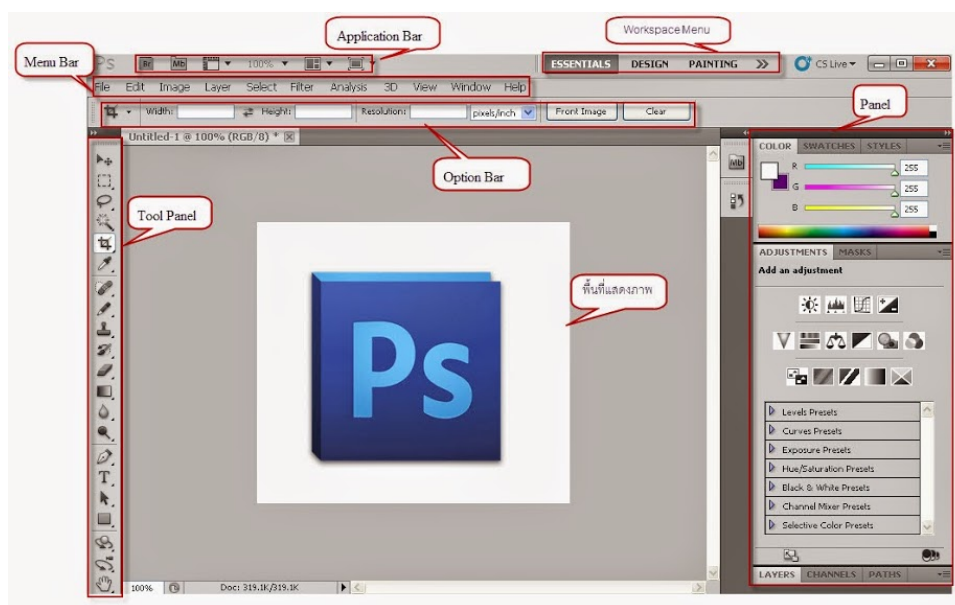 Application Bar
Workspace Menu
Menu Bar
Ps Br Mb 100% ESSENTIALS DESIGN PAINTING CS Live
File Edit Image Layer Select Filter Analysis 3D View Window Help
Width: Height: Resolution: pixels/inch Front Image Clear
Panel
Untitled-1 @ 100% (RGB/8) *
Option Bar
Tool Panel
Mb
COLOR SWATCHES STYLES
R 255
G 255
B 255
ADJUSTMENTS MASKS
Add an adjustment
พื้นที่แสดงภาพ
Ps
Levels Presets
Curves Presets
Exposure Presets
Hue/Saturation Presets
Black & White Presets
Channel Mixer Presets
Selective Color Presets
T
100% Doc: 319.1K/319.1K
LAYERS CHANNELS PATHS